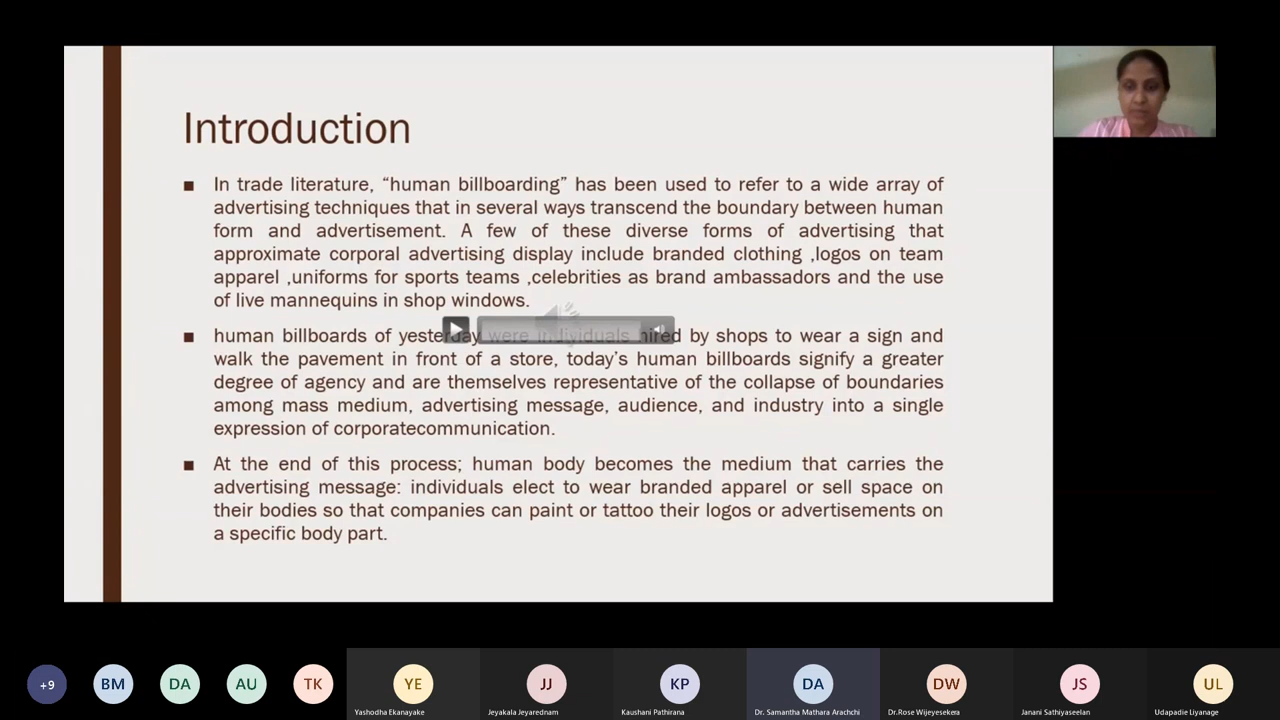 Introduction
■ In trade literature, “human billboarding” has been used to refer to a wide array of
advertising techniques that in several ways transcend the boundary between human
form and advertisement. A few of these diverse forms of advertising that
approximate corporal advertising display include branded clothing ,logos on team
apparel ,uniforms for sports teams ,celebrities as brand ambassadors and the use
of live mannequins in shop windows.
■ human billboards of yesterday were individuals hired by shops to wear a sign and
walk the pavement in front of a store, today’s human billboards signify a greater
degree of agency and are themselves representative of the collapse of boundaries
among mass medium, advertising message, audience, and industry into a single
expression of corporatecommunication.
■ At the end of this process; human body becomes the medium that carries the
advertising message: individuals elect to wear branded apparel or sell space on
their bodies so that companies can paint or tattoo their logos or advertisements on
a specific body part.
+9 BM DA AU TK YE JJ KP DA DW JS UL
Yashodha Ekanayake Jeyakala Jeyarednam Kaushani Pathirana Dr. Samantha Mathara Arachchi Dr.Rose Wijeyesekera Janani Sathiyaseelan Udapadie Liyanage